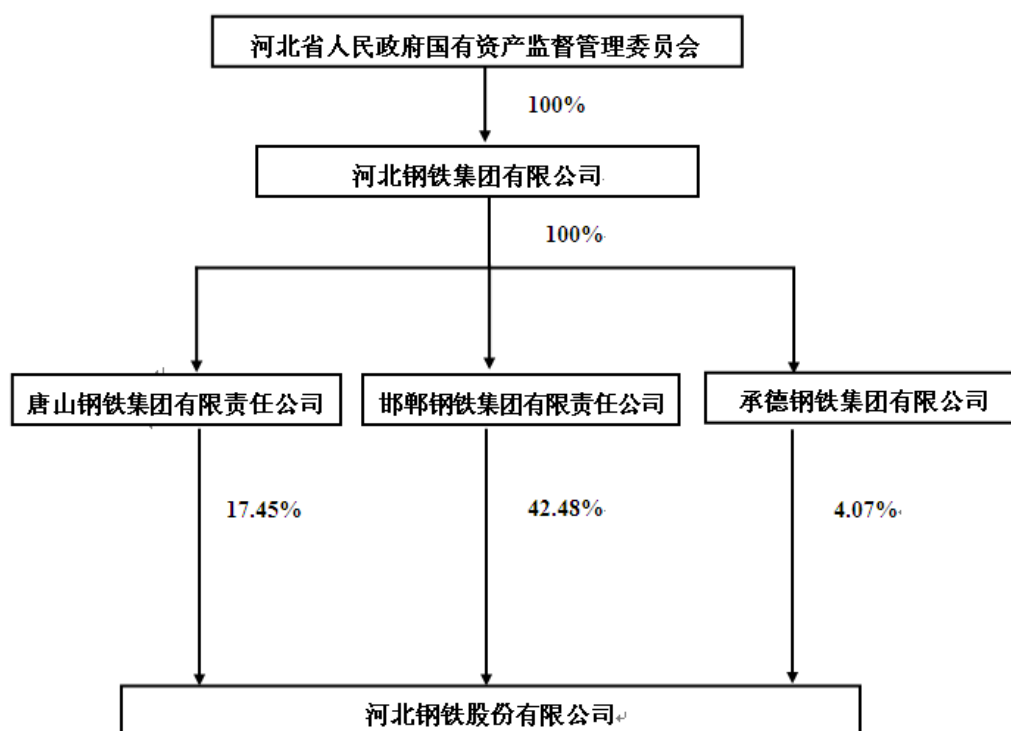 河北省人民政府国有资产监督管理委员会
100%
河北钢铁集团有限公司
100%
唐山钢铁集团有限责任公司
邯郸钢铁集团有限责任公司
承德钢铁集团有限公司
17.45%
42.48%
4.07%
河北钢铁股份有限公司